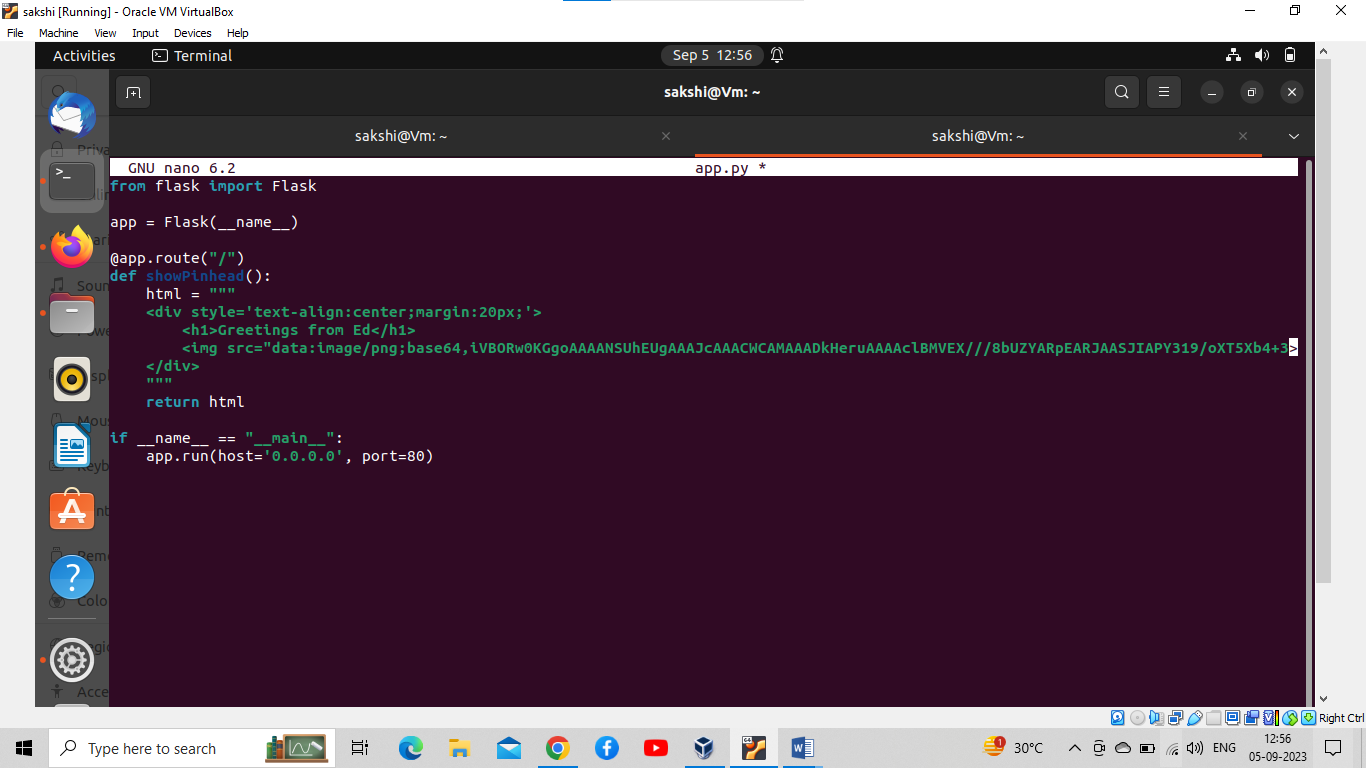 sakshi [Running] - Oracle VM VirtualBox
File Machine View Input Devices Help
Activities Terminal Sep 5 12:56
sakshi@Vm: ~
sakshi@Vm: ~ sakshi@Vm: ~
GNU nano 6.2 app.py *
from flask import Flask
app = Flask(__name__)
@app.route("/")
def showPinhead():
html = """
<div style='text-align:center;margin:20px;'>
<h1>Greetings from Ed</h1>
<img src="data:image/png;base64,iVBORw0KGgoAAAANSUhEUgAAAJcAAACWCAMAAADkHeruAAAAclBMVEX///8bUZYARpEARJAASJIAPY319/oXT5Xb4+3>
</div>
"""
return html
if __name__ == "__main__":
app.run(host='0.0.0.0', port=80)
Right Ctrl
Type here to search
30°C
ENG
12:56
05-09-2023